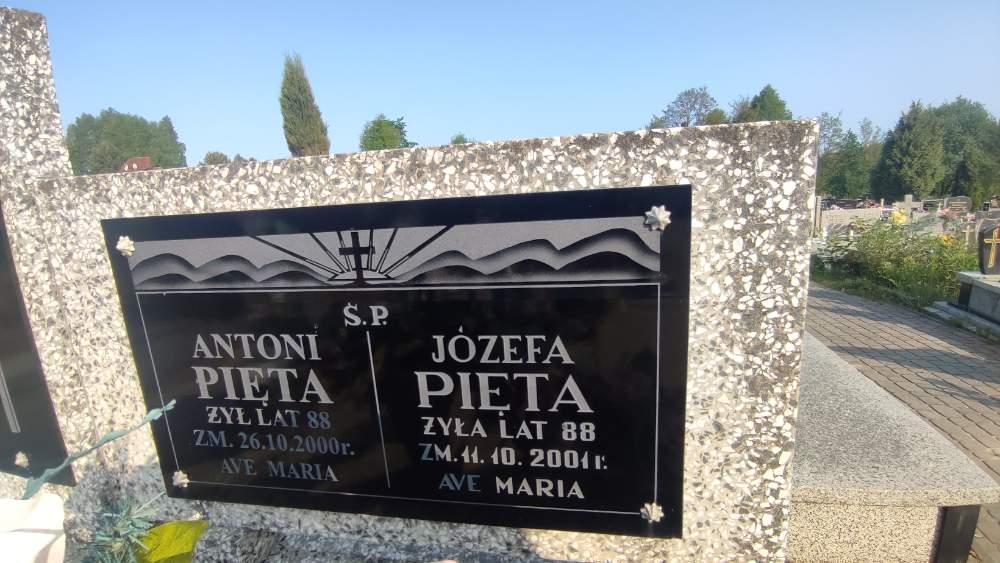 Ś.P.
ANTONI
PIĘTA
ŻYŁ LAT 88
ZM. 26.10.2000r.
AVE MARIA
JÓZEFA
PIĘTA
ŻYŁA LAT 88
ZM. 11. 10. 2001r.
AVE MARIA